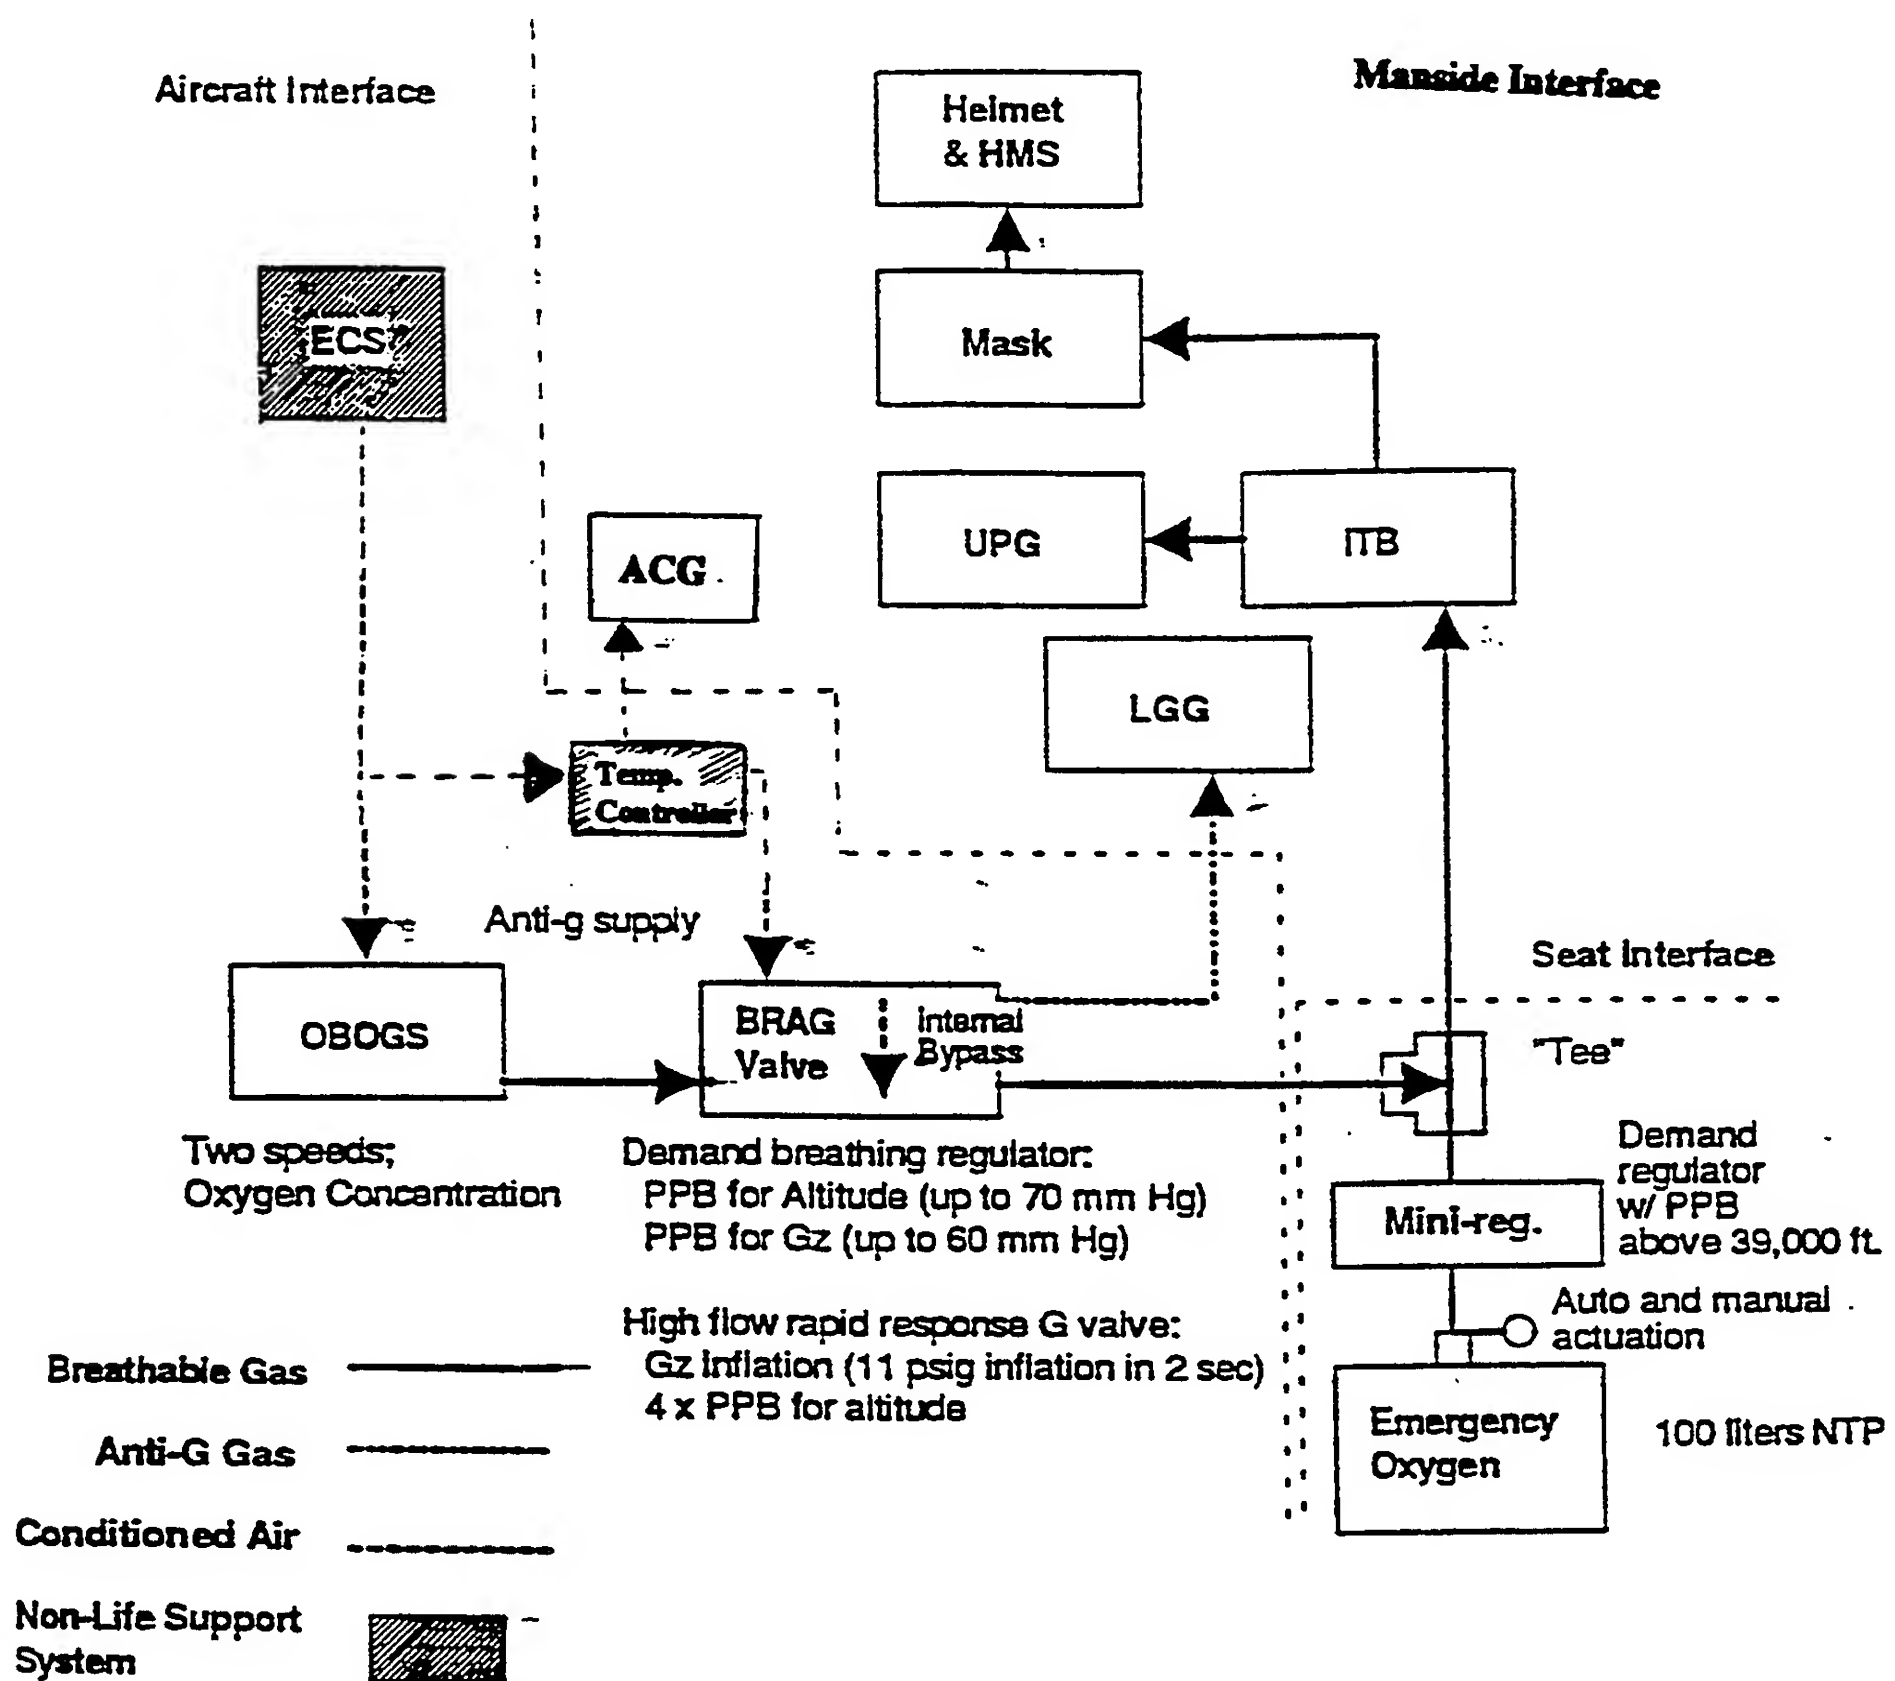 Aircraft Interface
Manside Interface
Helmet
& HMS
ECS
Mask
UPG
ITB
ACG
LGG
Temp.
Controller
Anti-g supply
Seat Interface
OBOGS
BRAG
Valve
Internal
Bypass
"Tee"
Two speeds;
Oxygen Concentration
Demand breathing regulator:
PPB for Altitude (up to 70 mm Hg)
PPB for Gz (up to 60 mm Hg)
Demand
regulator
w/ PPB
above 39,000 ft.
Mini-reg.
Auto and manual
actuation
High flow rapid response G valve:
Gz Inflation (11 psig inflation in 2 sec)
4 x PPB for altitude
Emergency
Oxygen
100 liters NTP
Breathable Gas
Anti-G Gas
Conditioned Air
Non-Life Support
System